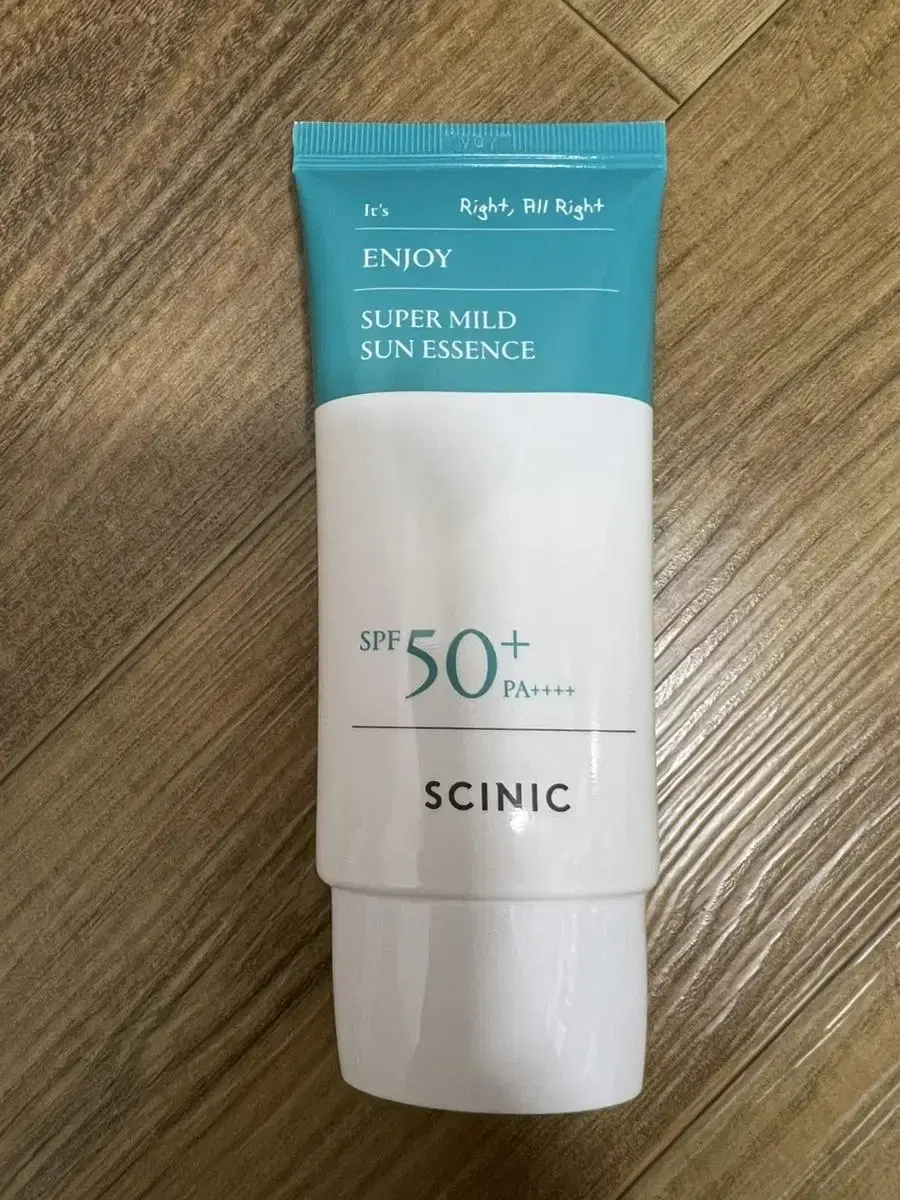 It's Right, All Right
ENJOY
SUPER MILD
SUN ESSENCE
SPF 50+
PA++++
SCINIC